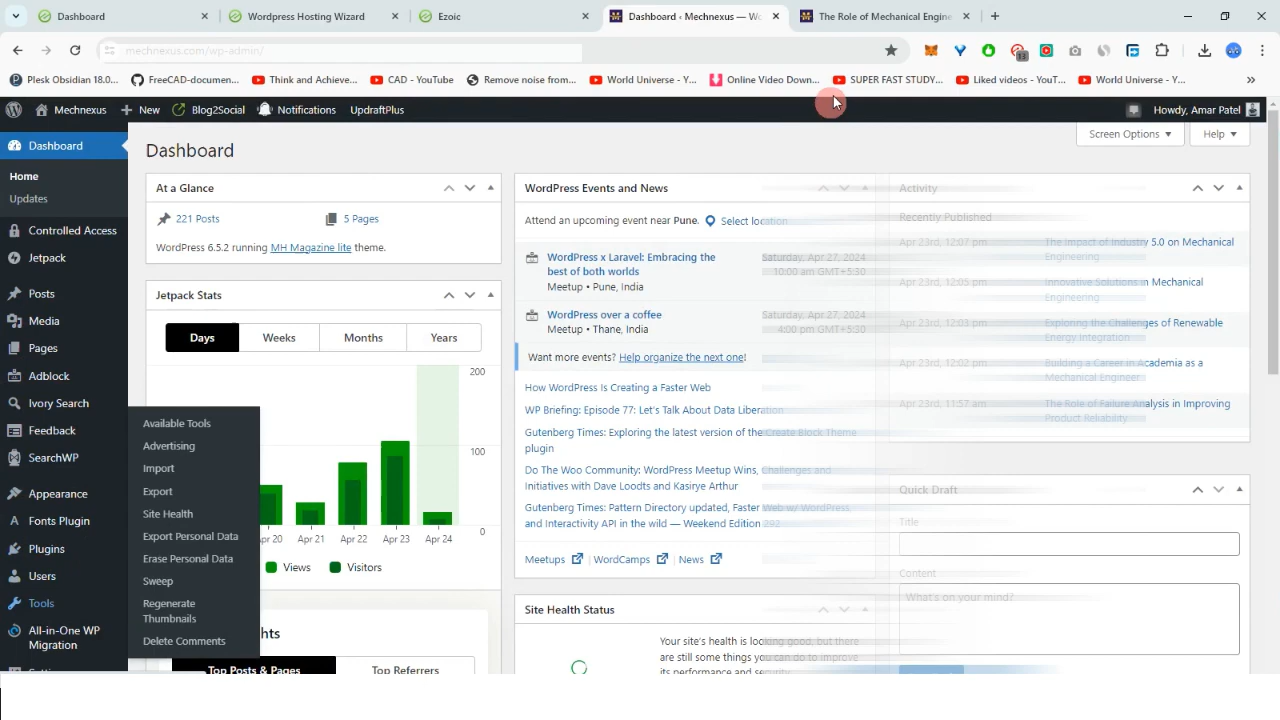 Dashboard
Wordpress Hosting Wizard
Ezoic
Dashboard ‹ Mechnexus — Wo
The Role of Mechanical Engine
mechnexus.com/wp-admin/
13
Plesk Obsidian 18.0...
FreeCAD-documen...
Think and Achieve...
CAD - YouTube
Remove noise from...
World Universe - Y...
Online Video Down...
SUPER FAST STUDY...
Liked videos - YouT...
World Universe - Y...
Mechnexus
New
Blog2Social
Notifications
UpdraftPlus
Howdy, Amar Patel
Dashboard
Home
Updates
Controlled Access
Jetpack
Posts
Media
Pages
Adblock
Ivory Search
Feedback
SearchWP
Appearance
Fonts Plugin
Plugins
Users
Tools
All-in-One WP
Migration
Available Tools
Advertising
Import
Export
Site Health
Export Personal Data
Erase Personal Data
Sweep
Regenerate
Thumbnails
Delete Comments
Screen Options
Help
Dashboard
At a Glance
221 Posts
5 Pages
WordPress 6.5.2 running MH Magazine lite theme.
Jetpack Stats
Days
Weeks
Months
Years
200
100
0
Apr 20
Apr 21
Apr 22
Apr 23
Apr 24
Views
Visitors
Top Posts & Pages
Top Referrers
WordPress Events and News
Attend an upcoming event near Pune.
Select location
WordPress x Laravel: Embracing the
best of both worlds
Meetup • Pune, India
Saturday, Apr 27, 2024
10:00 am GMT+5:30
WordPress over a coffee
Meetup • Thane, India
Saturday, Apr 27, 2024
4:00 pm GMT+5:30
Want more events? Help organize the next one!
How WordPress Is Creating a Faster Web
WP Briefing: Episode 77: Let's Talk About Data Liberation
Gutenberg Times: Exploring the latest version of the Create Block Theme
plugin
Do The Woo Community: WordPress Meetup Wins, Challenges and
Initiatives with Dave Loodts and Kasirye Arthur
Gutenberg Times: Pattern Directory updated, Faster Web w/ WordPress
and Interactivity API in the wild — Weekend Edition 292
Meetups
WordCamps
News
Site Health Status
Your site's health is looking good, but there
are still some things you can do to improve
its performance and security.
Activity
Recently Published
Apr 23rd, 12:07 pm
The Impact of Industry 5.0 on Mechanical
Engineering
Apr 23rd, 12:05 pm
Innovative Solutions in Mechanical
Engineering
Apr 23rd, 12:03 pm
Exploring the Challenges of Renewable
Energy Integration
Apr 23rd, 12:02 pm
Building a Career in Academia as a
Mechanical Engineer
Apr 23rd, 11:57 am
The Role of Failure Analysis in Improving
Product Reliability
Quick Draft
Title
Content
What's on your mind?